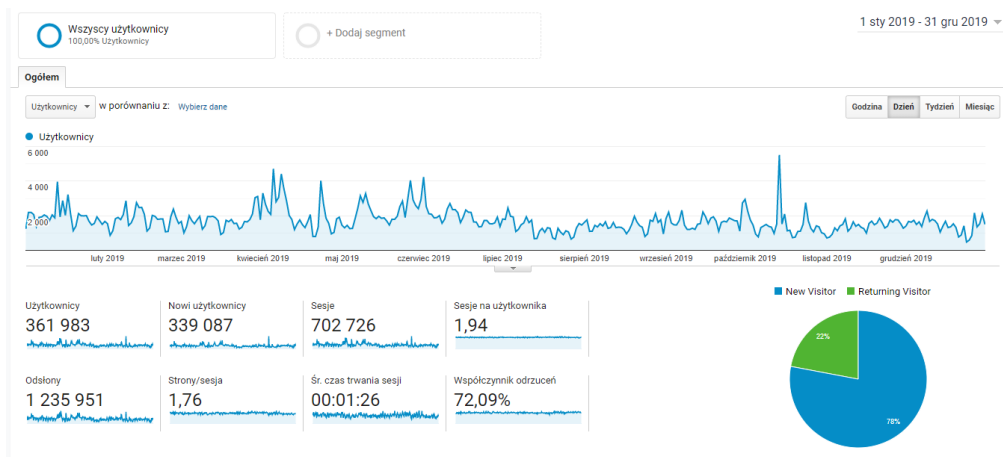 Wszyscy użytkownicy
100,00% Użytkownicy
+ Dodaj segment
1 sty 2019 - 31 gru 2019
Ogółem
Użytkownicy w porównaniu z: Wybierz dane
Godzina Dzień Tydzień Miesiąc
Użytkownicy
6 000
4 000
2 000
luty 2019 marzec 2019 kwiecień 2019 maj 2019 czerwiec 2019 lipiec 2019 sierpień 2019 wrzesień 2019 październik 2019 listopad 2019 grudzień 2019
New Visitor Returning Visitor
Użytkownicy
361 983
Nowi użytkownicy
339 087
Sesje
702 726
Sesje na użytkownika
1,94
Odsłony
1 235 951
Strony/sesja
1,76
Śr. czas trwania sesji
00:01:26
Współczynnik odrzuceń
72,09%
22%
78%